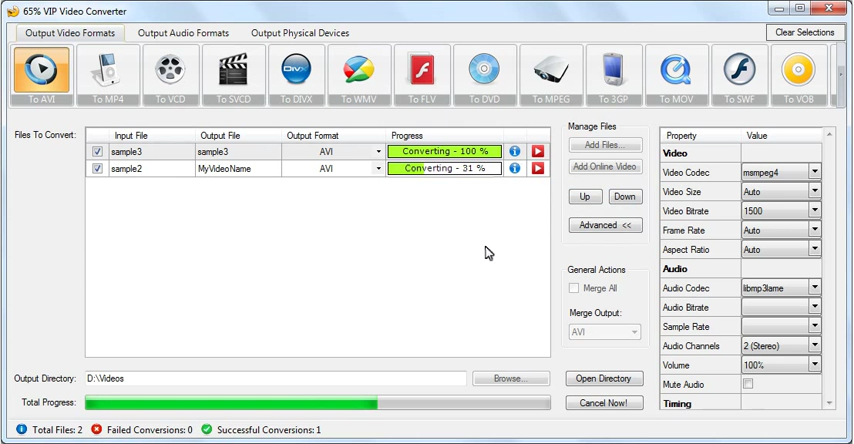 65% VIP Video Converter
Output Video Formats Output Audio Formats Output Physical Devices Clear Selections
To AVI To MP4 To VCD To SVCD DIVX To DIVX To WMV To FLV To DVD To MPEG To 3GP To MOV To SWF To VOB
Files To Convert: Input File Output File Output Format Progress
sample3 sample3 AVI Converting - 100 %
sample2 MyVideoName AVI Converting - 31 %
Manage Files
Add Files...
Add Online Video
Up Down
Advanced <<
General Actions
Merge All
Merge Output:
AVI
Property Value
Video
Video Codec msmpeg4
Video Size Auto
Video Bitrate 1500
Frame Rate Auto
Aspect Ratio Auto
Audio
Audio Codec libmp3lame
Audio Bitrate
Sample Rate
Audio Channels 2 (Stereo)
Volume 100%
Mute Audio
Timing
Output Directory: D:\Videos Browse... Open Directory
Total Progress: Cancel Now!
Total Files: 2 Failed Conversions: 0 Successful Conversions: 1